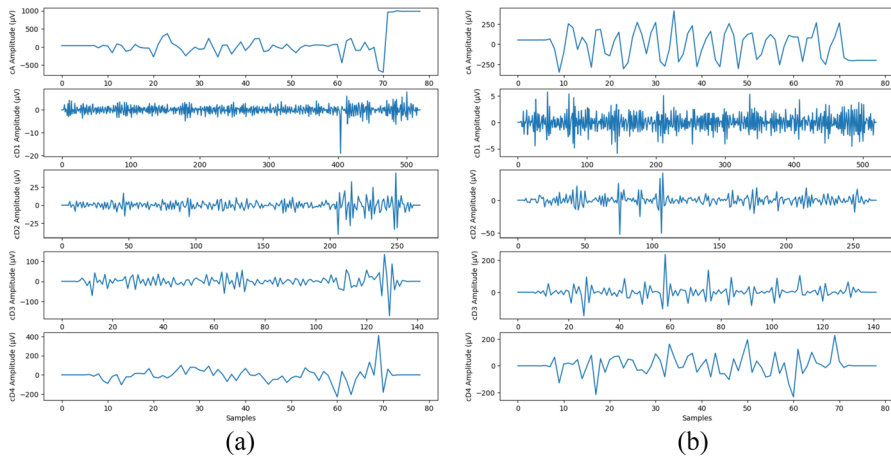 cA Amplitude (μV)
1000
500
0
-500
0 10 20 30 40 50 60 70 80
cD1 Amplitude (μV)
0
-10
-20
0 100 200 300 400 500
cD2 Amplitude (μV)
25
0
-25
0 50 100 150 200 250
cD3 Amplitude (μV)
100
0
-100
0 20 40 60 80 100 120 140
cD4 Amplitude (μV)
400
200
0
-200
0 10 20 30 40 50 60 70 80
Samples
(a)
cA Amplitude (μV)
250
0
-250
0 10 20 30 40 50 60 70 80
cD1 Amplitude (μV)
5
0
-5
0 100 200 300 400 500
cD2 Amplitude (μV)
0
-50
0 50 100 150 200 250
cD3 Amplitude (μV)
200
0
0 20 40 60 80 100 120 140
cD4 Amplitude (μV)
200
0
-200
0 10 20 30 40 50 60 70 80
Samples
(b)